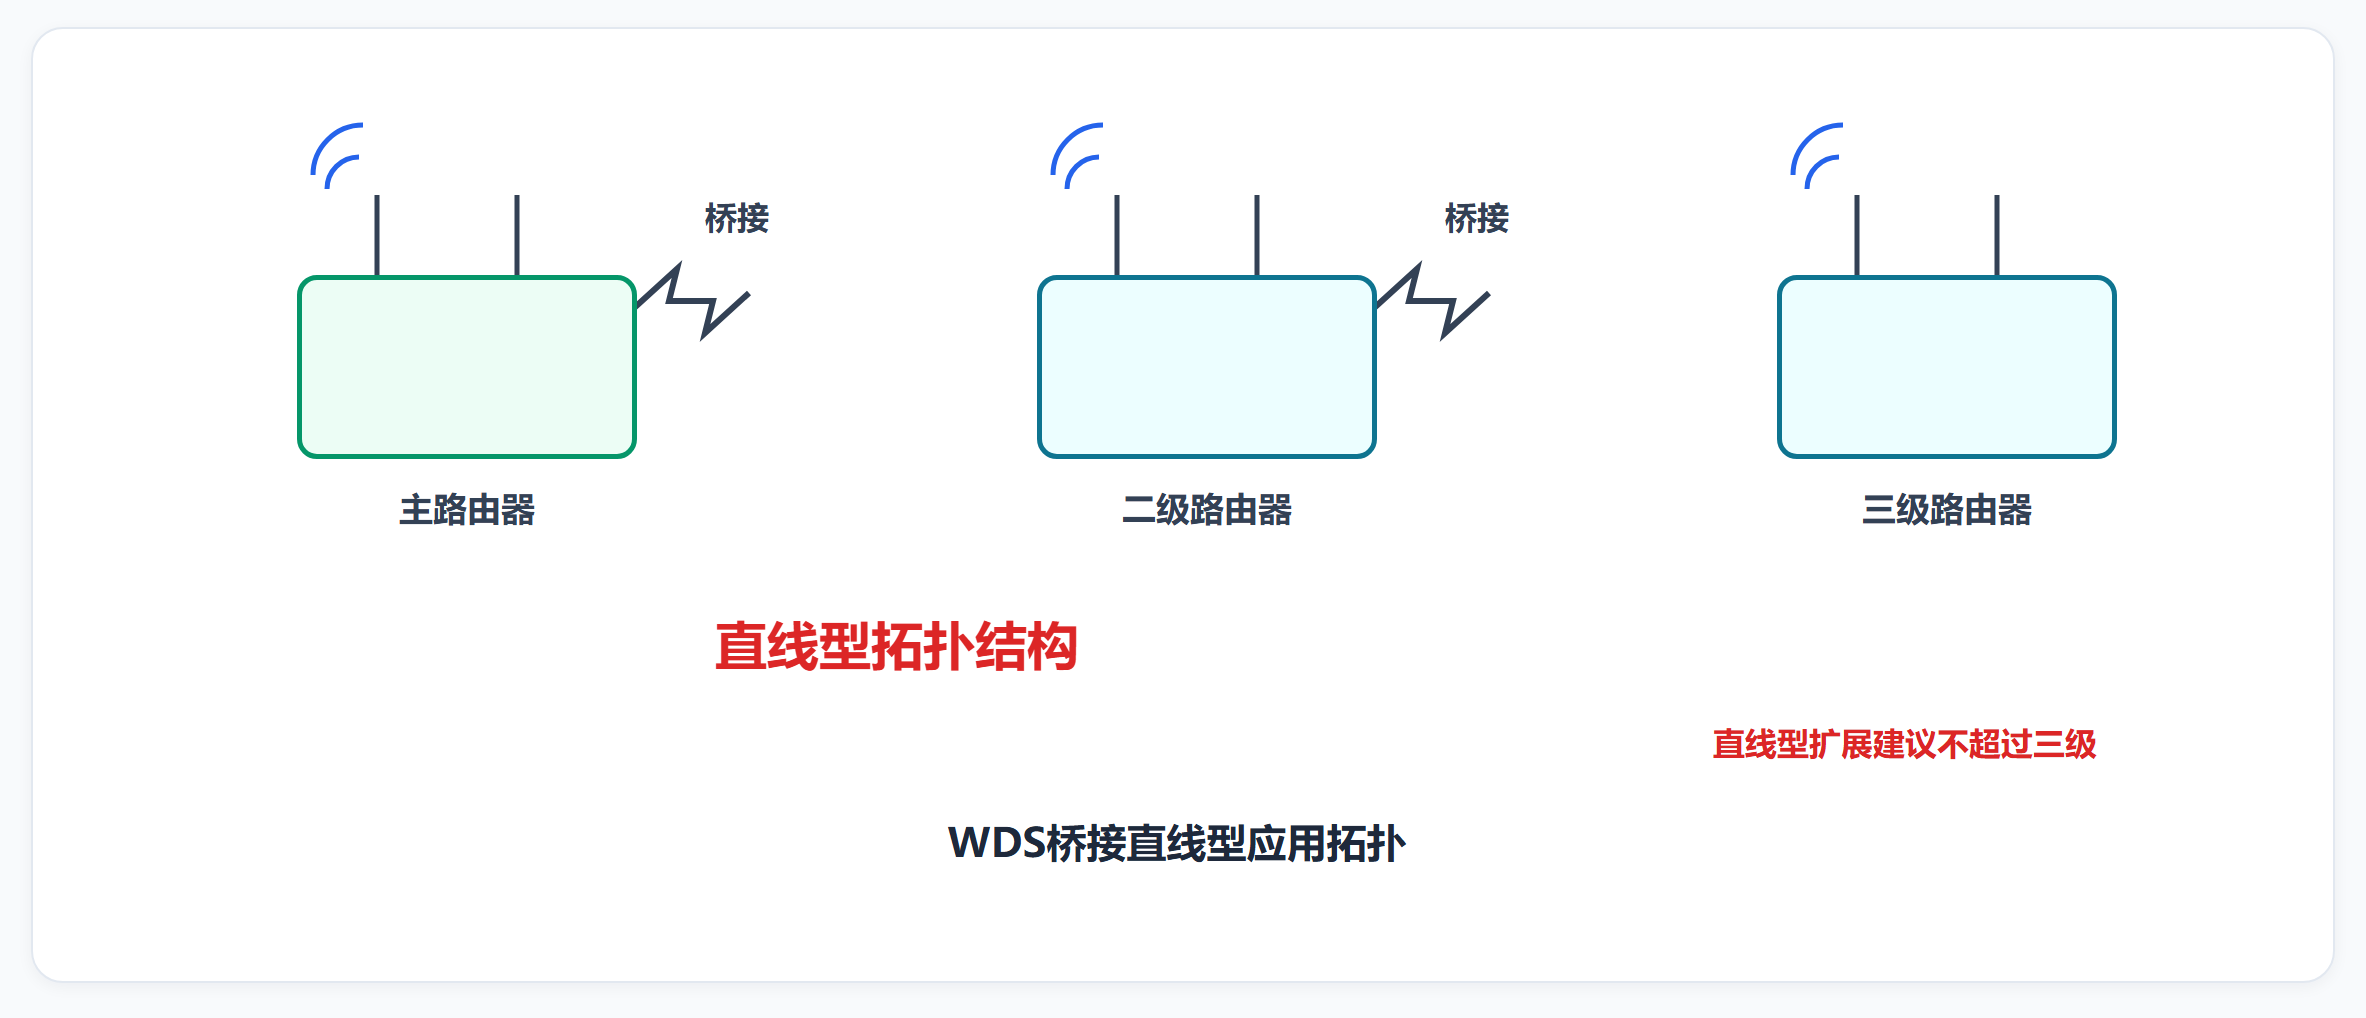 桥接
桥接
主路由器
二级路由器
三级路由器
直线型拓扑结构
直线型扩展建议不超过三级
WDS桥接直线型应用拓扑